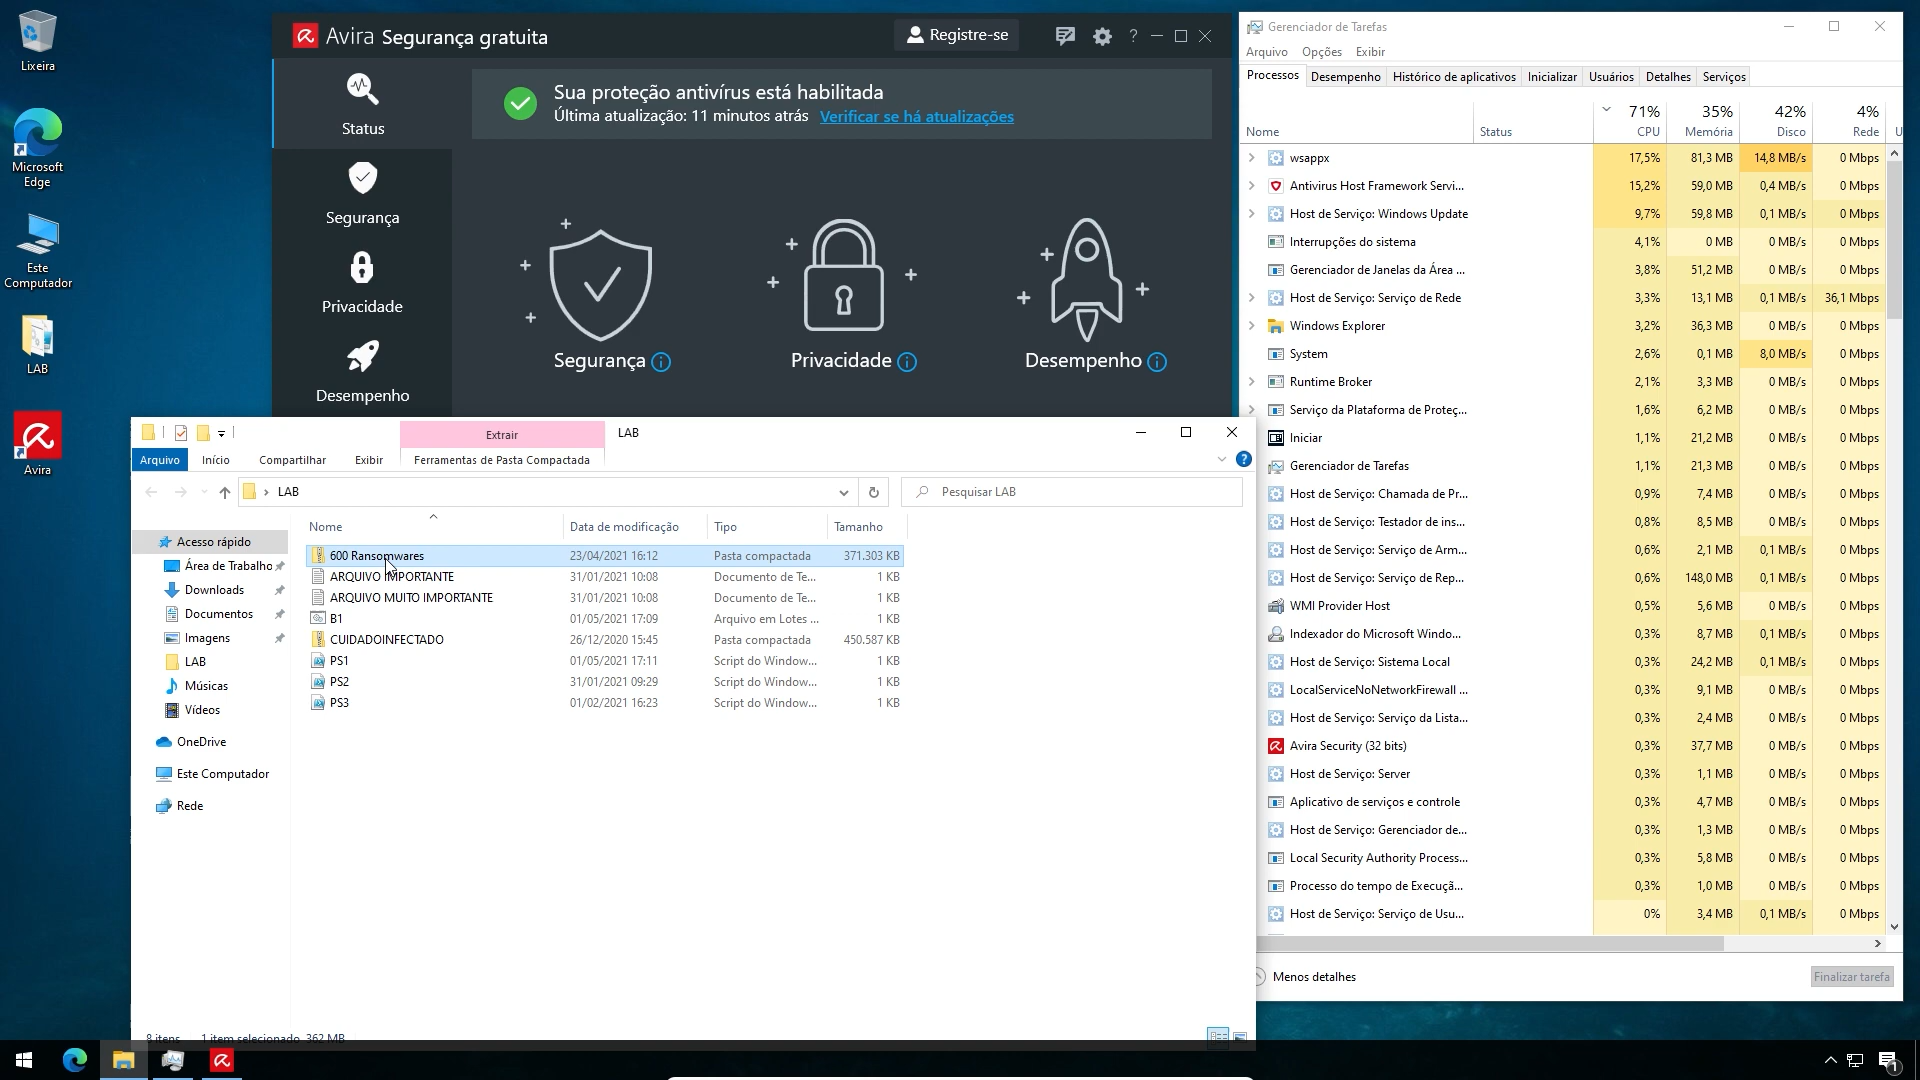 Lixeira
Microsoft
Edge
Este
Computador
LAB
Avira
Avira Segurança gratuita
Registre-se
?
Status
Segurança
Privacidade
Desempenho
Sua proteção antivírus está habilitada
Última atualização: 11 minutos atrás Verificar se há atualizações
Segurança
Privacidade
Desempenho
Extrair
LAB
Arquivo
Início
Compartilhar
Exibir
Ferramentas de Pasta Compactada
LAB
Pesquisar LAB
Acesso rápido
Área de Trabalho
Downloads
Documentos
Imagens
LAB
Músicas
Vídeos
OneDrive
Este Computador
Rede
Nome Data de modificação Tipo Tamanho
600 Ransomwares 23/04/2021 16:12 Pasta compactada 371.303 KB
ARQUIVO IMPORTANTE 31/01/2021 10:08 Documento de Te... 1 KB
ARQUIVO MUITO IMPORTANTE 31/01/2021 10:08 Documento de Te... 1 KB
B1 01/05/2021 17:09 Arquivo em Lotes ... 1 KB
CUIDADOINFECTADO 26/12/2020 15:45 Pasta compactada 450.587 KB
PS1 01/05/2021 17:11 Script do Window... 1 KB
PS2 31/01/2021 09:29 Script do Window... 1 KB
PS3 01/02/2021 16:23 Script do Window... 1 KB
8 itens 1 item selecionado 362 MB
Gerenciador de Tarefas
Arquivo Opções Exibir
Processos Desempenho Histórico de aplicativos Inicializar Usuários Detalhes Serviços
71% 35% 42% 4%
Nome Status CPU Memória Disco Rede U
wsappx 17,5% 81,3 MB 14,8 MB/s 0 Mbps
Antivirus Host Framework Servi... 15,2% 59,0 MB 0,4 MB/s 0 Mbps
Host de Serviço: Windows Update 9,7% 59,8 MB 0,1 MB/s 0 Mbps
Interrupções do sistema 4,1% 0 MB 0 MB/s 0 Mbps
Gerenciador de Janelas da Área ... 3,8% 51,2 MB 0 MB/s 0 Mbps
Host de Serviço: Serviço de Rede 3,3% 13,1 MB 0,1 MB/s 36,1 Mbps
Windows Explorer 3,2% 36,3 MB 0 MB/s 0 Mbps
System 2,6% 0,1 MB 8,0 MB/s 0 Mbps
Runtime Broker 2,1% 3,3 MB 0 MB/s 0 Mbps
Serviço da Plataforma de Proteç... 1,6% 6,2 MB 0 MB/s 0 Mbps
Iniciar 1,1% 21,2 MB 0 MB/s 0 Mbps
Gerenciador de Tarefas 1,1% 21,3 MB 0 MB/s 0 Mbps
Host de Serviço: Chamada de Pr... 0,9% 7,4 MB 0 MB/s 0 Mbps
Host de Serviço: Testador de ins... 0,8% 8,5 MB 0 MB/s 0 Mbps
Host de Serviço: Serviço de Arm... 0,6% 2,1 MB 0,1 MB/s 0 Mbps
Host de Serviço: Serviço de Rep... 0,6% 148,0 MB 0,1 MB/s 0 Mbps
WMI Provider Host 0,5% 5,6 MB 0 MB/s 0 Mbps
Indexador do Microsoft Windo... 0,3% 8,7 MB 0,1 MB/s 0 Mbps
Host de Serviço: Sistema Local 0,3% 24,2 MB 0,1 MB/s 0 Mbps
LocalServiceNoNetworkFirewall ... 0,3% 9,1 MB 0 MB/s 0 Mbps
Host de Serviço: Serviço da Lista... 0,3% 2,4 MB 0 MB/s 0 Mbps
Avira Security (32 bits) 0,3% 37,7 MB 0 MB/s 0 Mbps
Host de Serviço: Server 0,3% 1,1 MB 0 MB/s 0 Mbps
Aplicativo de serviços e controle 0,3% 4,7 MB 0 MB/s 0 Mbps
Host de Serviço: Gerenciador de... 0,3% 1,3 MB 0 MB/s 0 Mbps
Local Security Authority Process... 0,3% 5,8 MB 0 MB/s 0 Mbps
Processo do tempo de Execuçã... 0,3% 1,0 MB 0 MB/s 0 Mbps
Host de Serviço: Serviço de Usu... 0% 3,4 MB 0,1 MB/s 0 Mbps
Menos detalhes
Finalizar tarefa
1